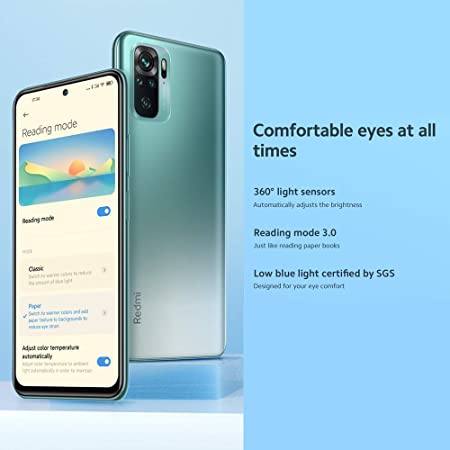 17:36
Reading mode
Reading mode
MODE
Classic
Switch to warmer colors to reduce
the amount of blue light
Paper
Switch to warmer colors and add
paper texture to backgrounds to
reduce eye strain
Adjust color temperature
automatically
Adjust color temperature to ambient
light automatically in order to maintain
Redmi
Comfortable eyes at all
times
360° light sensors
Automatically adjusts the brightness
Reading mode 3.0
Just like reading paper books
Low blue light certified by SGS
Designed for your eye comfort